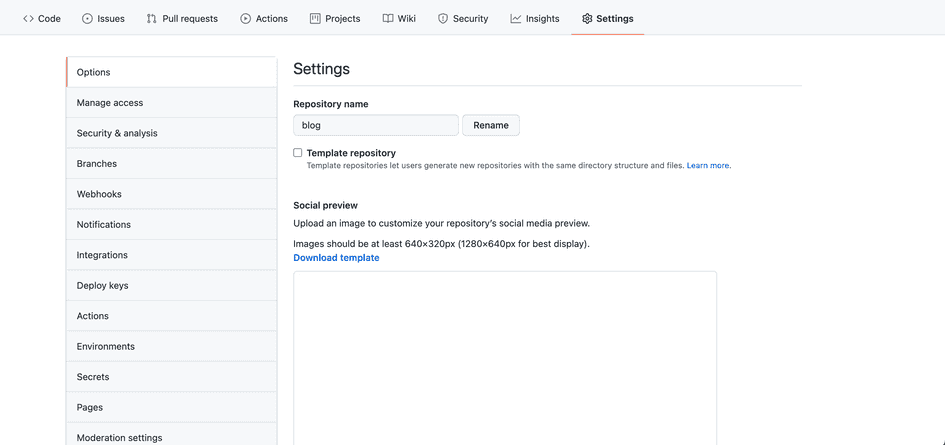 Code Issues Pull requests Actions Projects Wiki Security Insights Settings
Options
Manage access
Security & analysis
Branches
Webhooks
Notifications
Integrations
Deploy keys
Actions
Environments
Secrets
Pages
Moderation settings
Settings
Repository name
blog Rename
Template repository
Template repositories let users generate new repositories with the same directory structure and files. Learn more.
Social preview
Upload an image to customize your repository's social media preview.
Images should be at least 640×320px (1280×640px for best display).
Download template